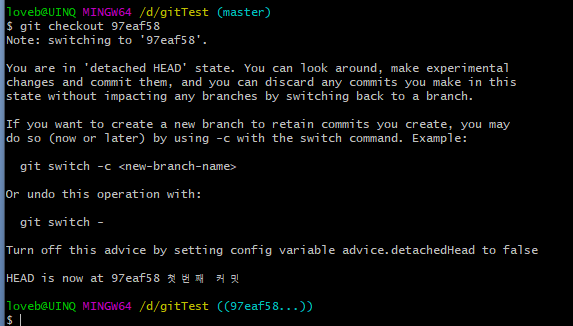 loveb@UINQ MINGW64 /d/gitTest (master)
$ git checkout 97eaf58
Note: switching to '97eaf58'.
You are in 'detached HEAD' state. You can look around, make experimental
changes and commit them, and you can discard any commits you make in this
state without impacting any branches by switching back to a branch.
If you want to create a new branch to retain commits you create, you may
do so (now or later) by using -c with the switch command. Example:
git switch -c <new-branch-name>
Or undo this operation with:
git switch -
Turn off this advice by setting config variable advice.detachedHead to false
HEAD is now at 97eaf58 첫번째 커밋
loveb@UINQ MINGW64 /d/gitTest ((97eaf58...))
$